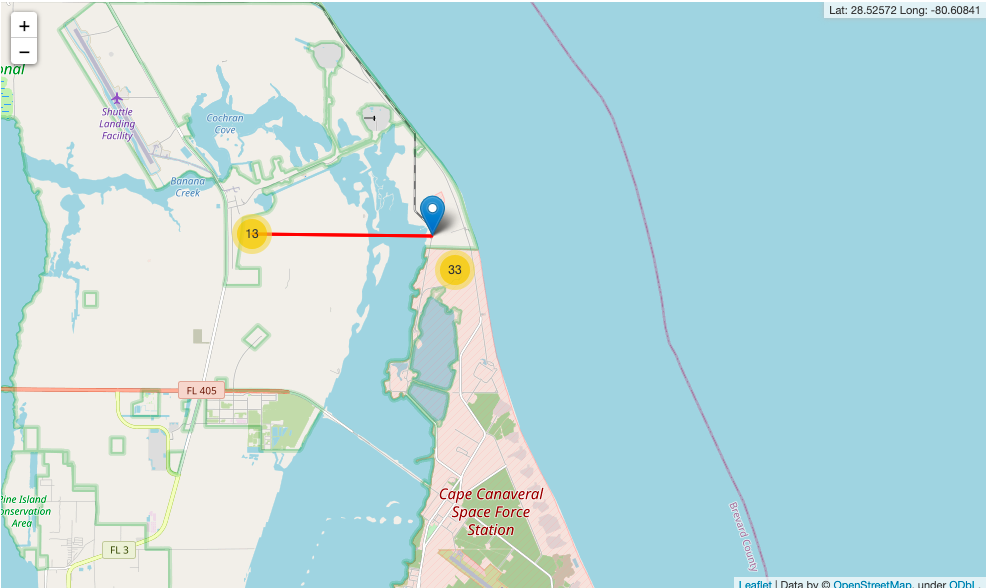 +
−
Lat: 28.52572 Long: -80.60841
onal
Shuttle
Landing
Facility
Cochran
Cove
Banana
Creek
13
33
FL 405
Cape Canaveral
Space Force
Station
Pine Island
onservation
Area
FL 3
Brevard County
Leaflet | Data by © OpenStreetMap, under ODbL.